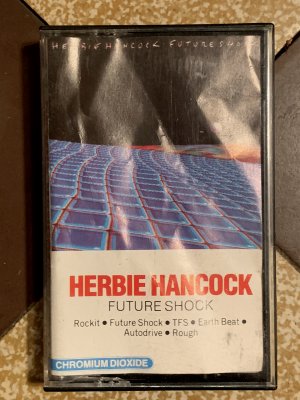 HERBIE HANCOCK FUTURE SHOCK
HERBIE HANCOCK
FUTURE SHOCK
Rockit • Future Shock • TFS • Earth Beat •
Autodrive • Rough
CHROMIUM DIOXIDE